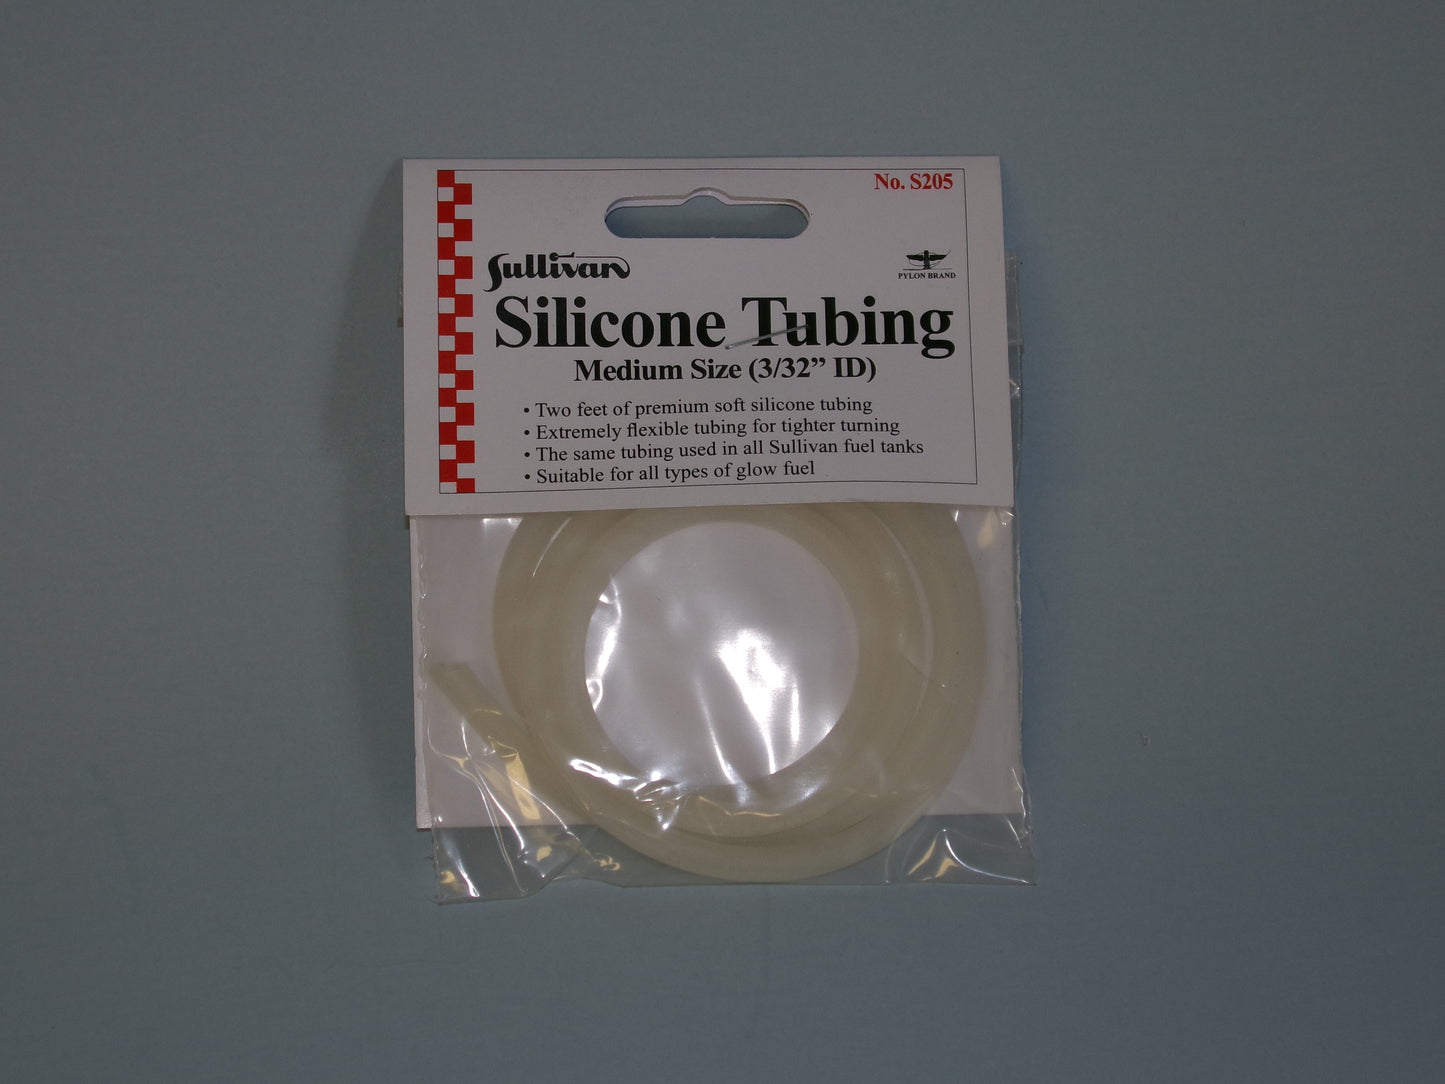 No. S205
Sullivan
PYLON BRAND
Silicone Tubing
Medium Size (3/32” ID)
• Two feet of premium soft silicone tubing
• Extremely flexible tubing for tighter turning
• The same tubing used in all Sullivan fuel tanks
• Suitable for all types of glow fuel